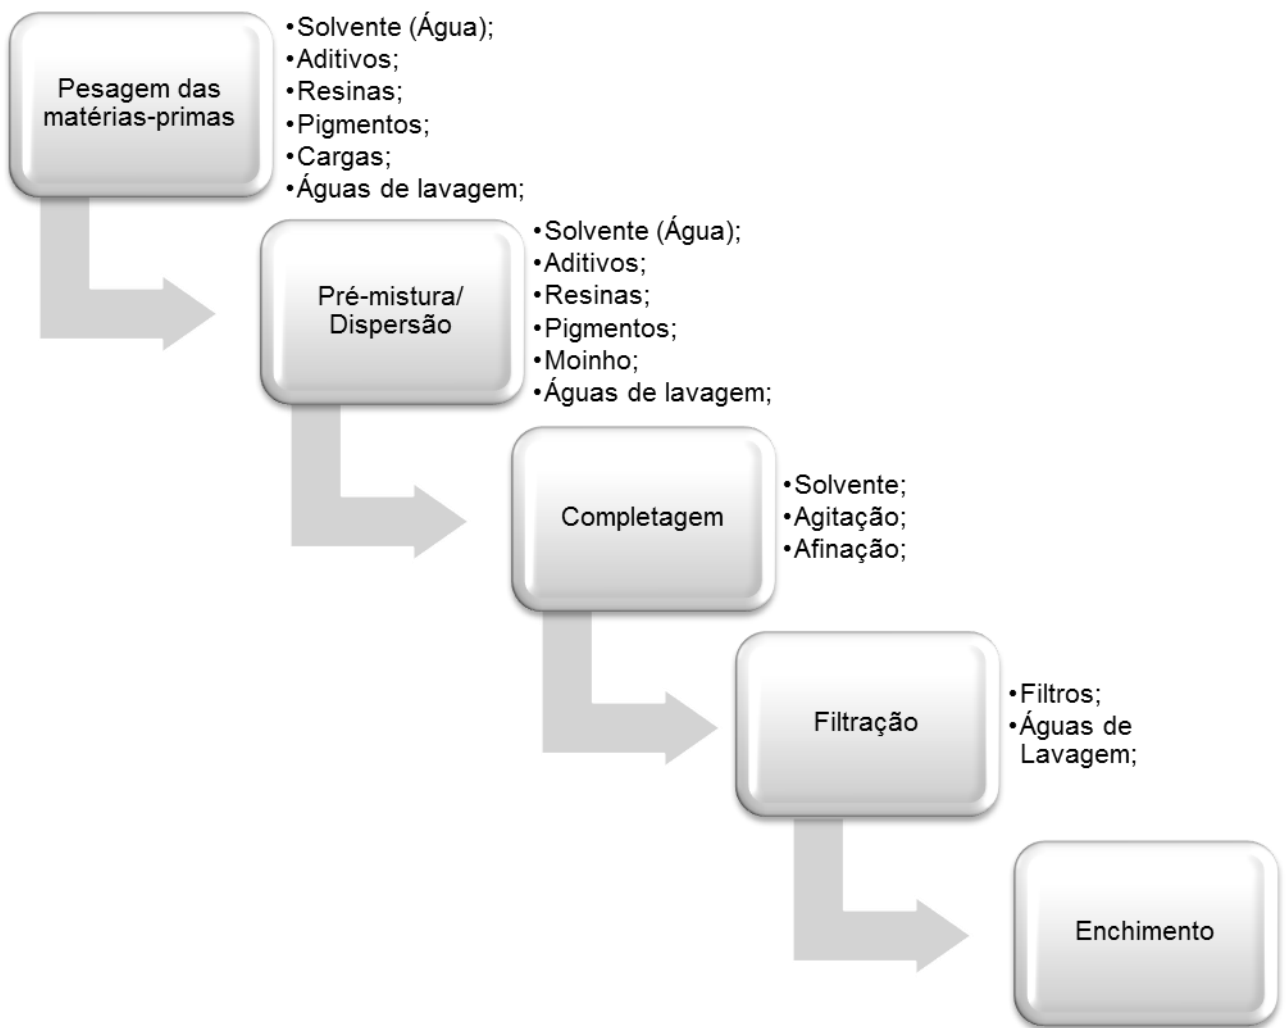 Pesagem das
matérias-primas
•Solvente (Água);
•Aditivos;
•Resinas;
•Pigmentos;
•Cargas;
•Águas de lavagem;
Pré-mistura/
Dispersão
•Solvente (Água);
•Aditivos;
•Resinas;
•Pigmentos;
•Moinho;
•Águas de lavagem;
Completagem
•Solvente;
•Agitação;
•Afinação;
Filtração
•Filtros;
•Águas de
Lavagem;
Enchimento